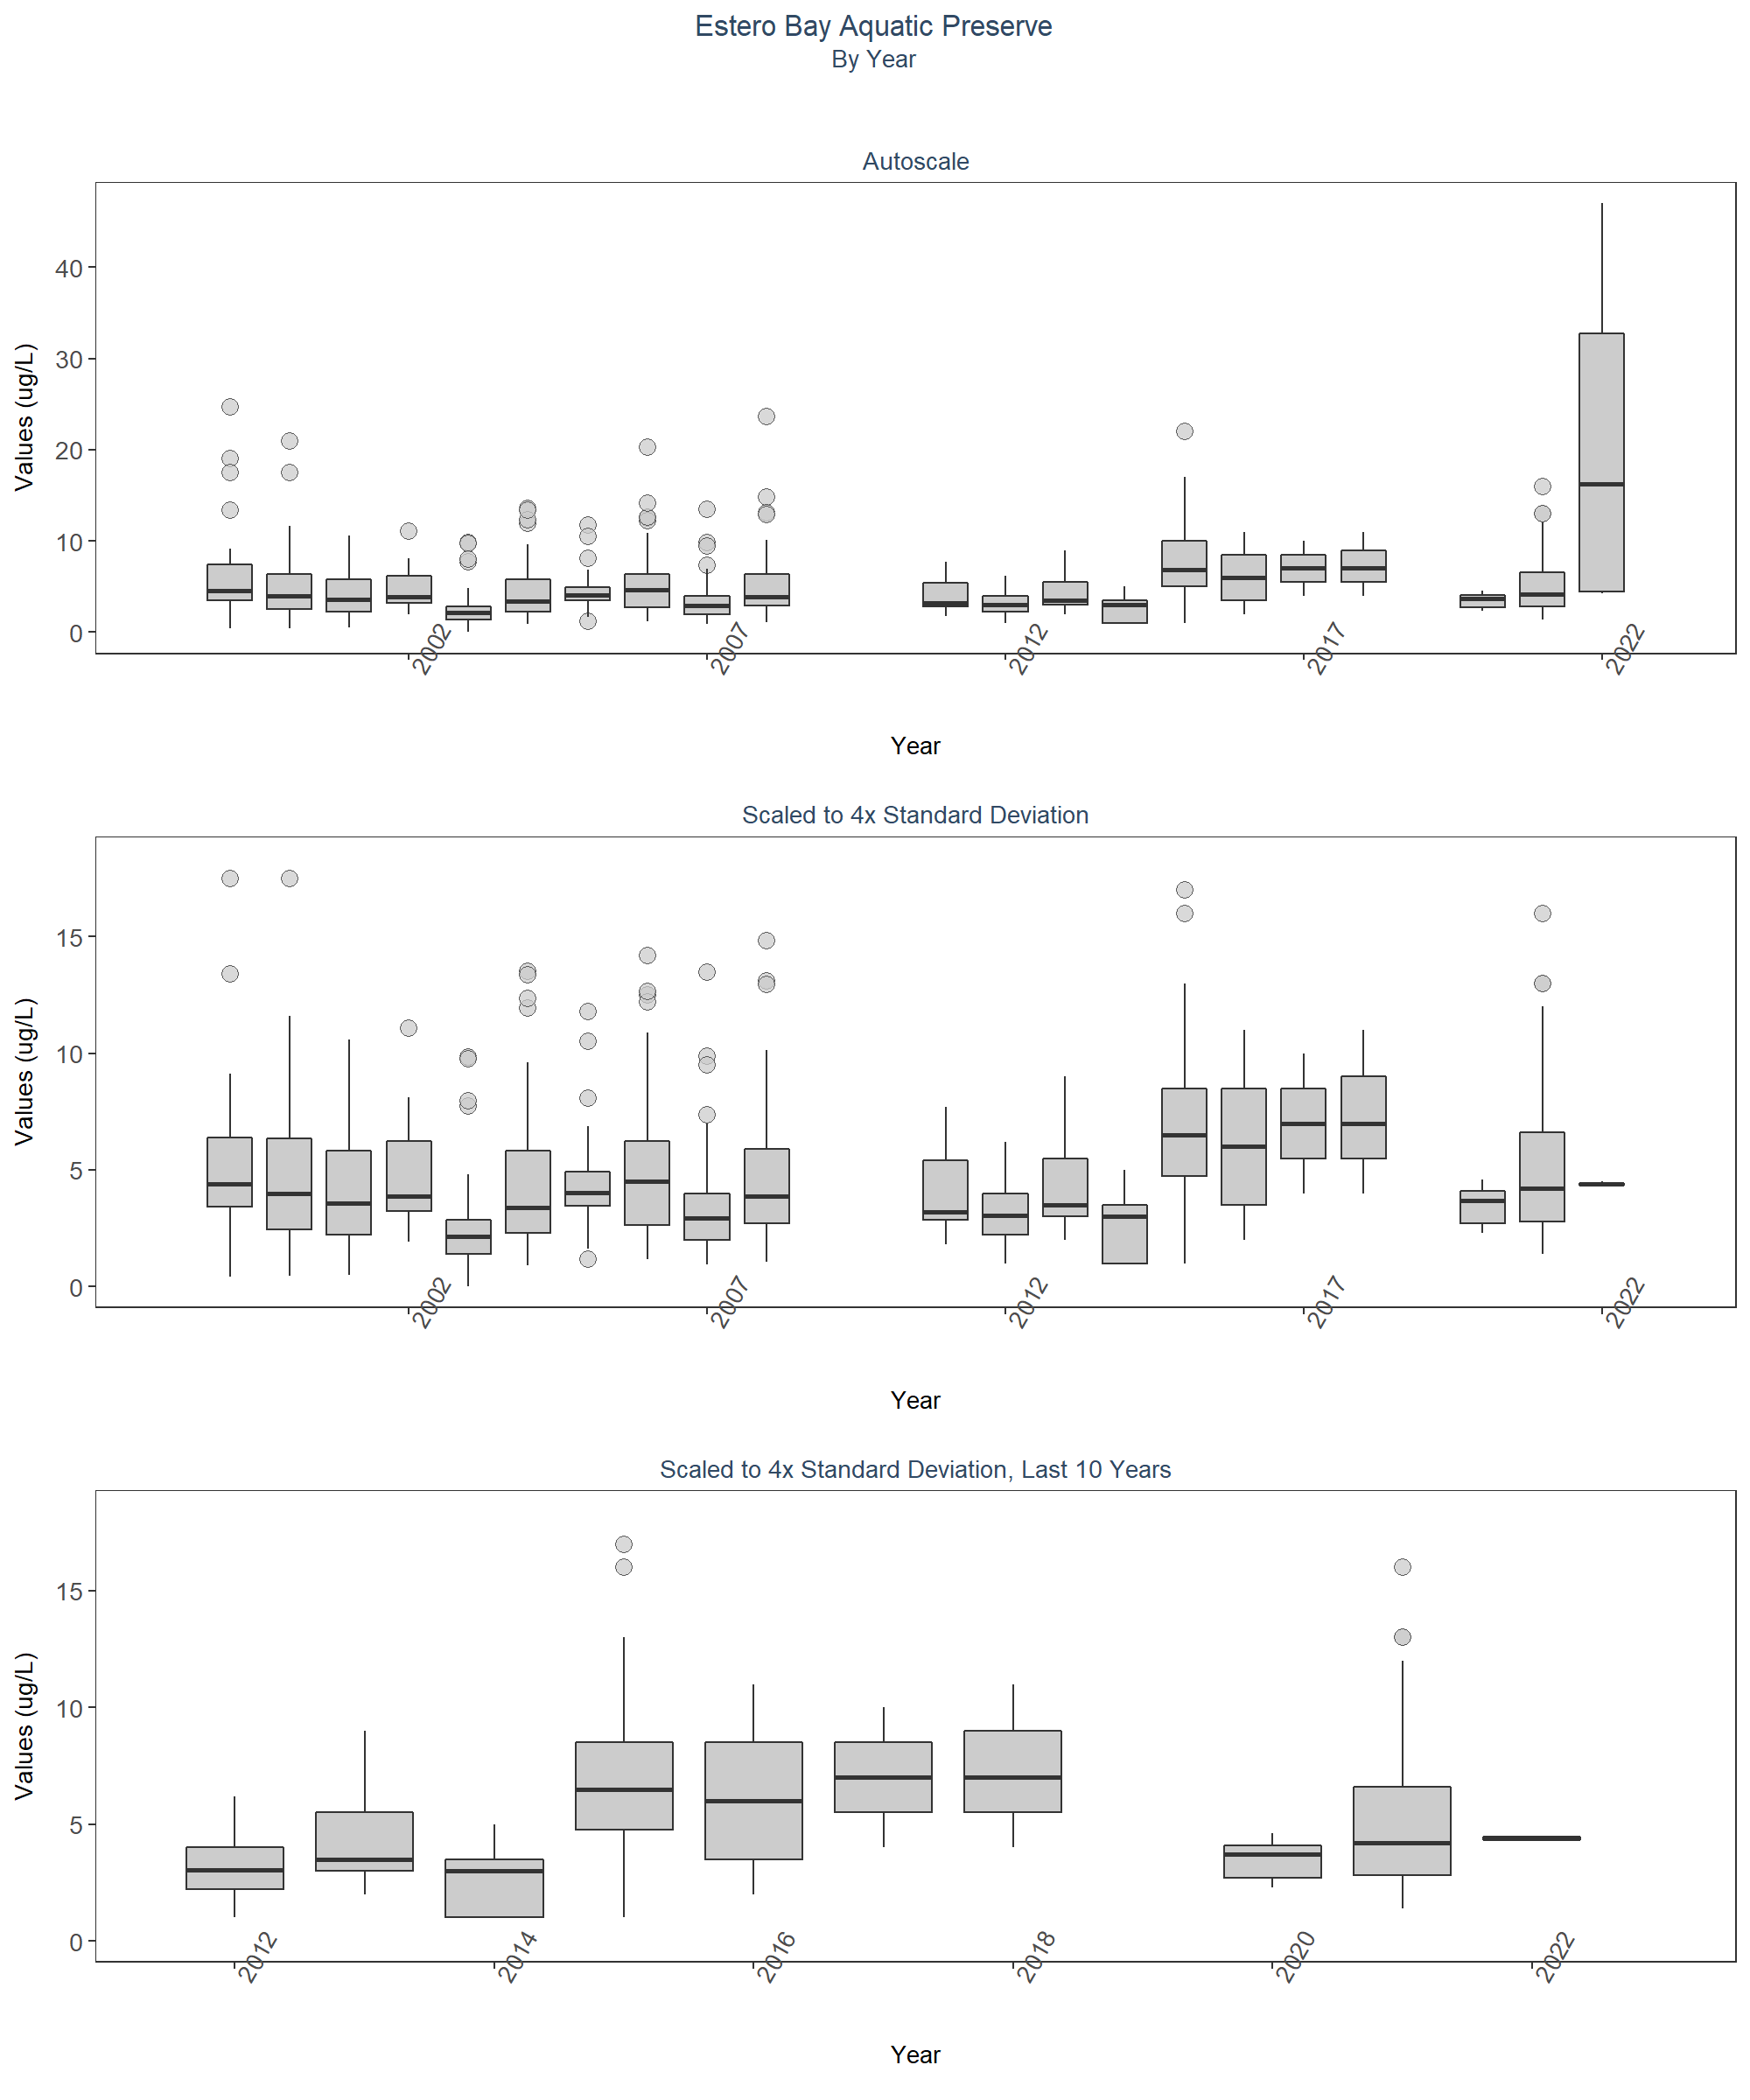 Estero Bay Aquatic Preserve
By Year
Autoscale
Values (ug/L)
40
30
20
10
0
2002
2007
2012
2017
2022
Year
Scaled to 4x Standard Deviation
Values (ug/L)
15
10
5
0
2002
2007
2012
2017
2022
Year
Scaled to 4x Standard Deviation, Last 10 Years
Values (ug/L)
15
10
5
0
2012
2014
2016
2018
2020
2022
Year